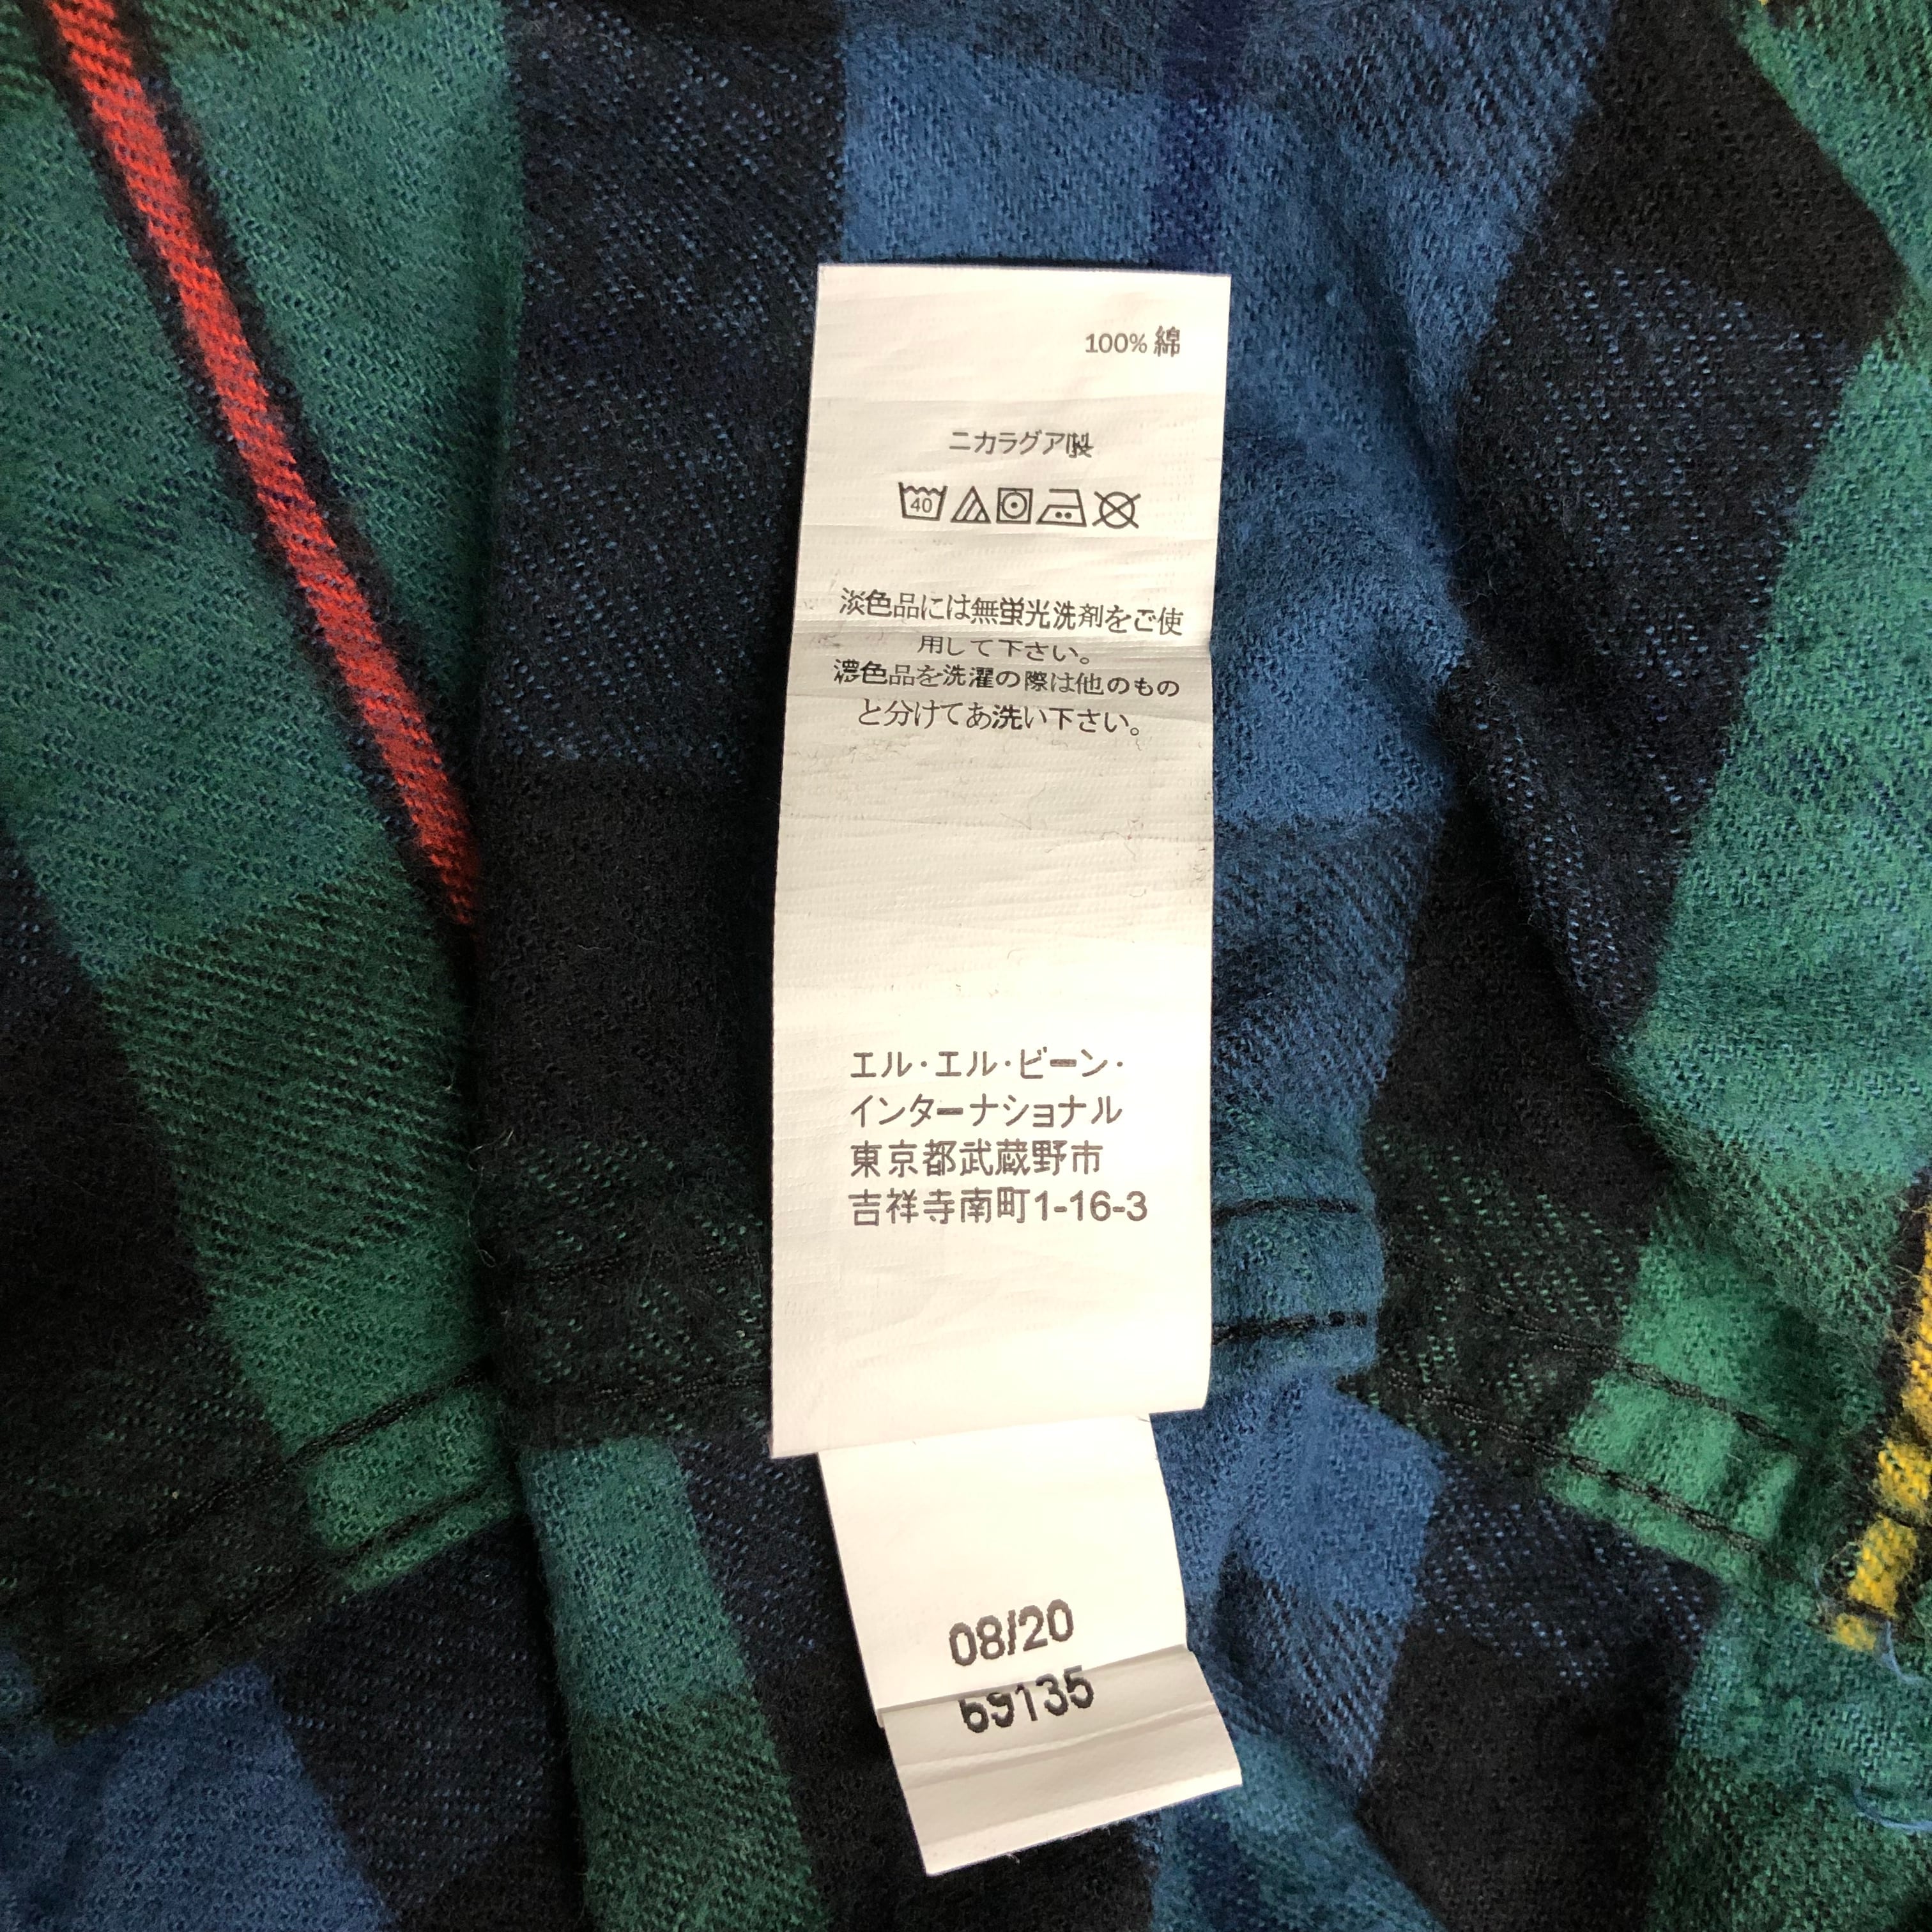 100% 綿
ニカラグア製
40
淡色品には無蛍光洗剤をご使
用して下さい。
濃色品を洗濯の際は他のもの
と分けてあ洗い下さい。
エル・エル・ビーン・
インターナショナル
東京都武蔵野市
吉祥寺南町1-16-3
08/20
69135